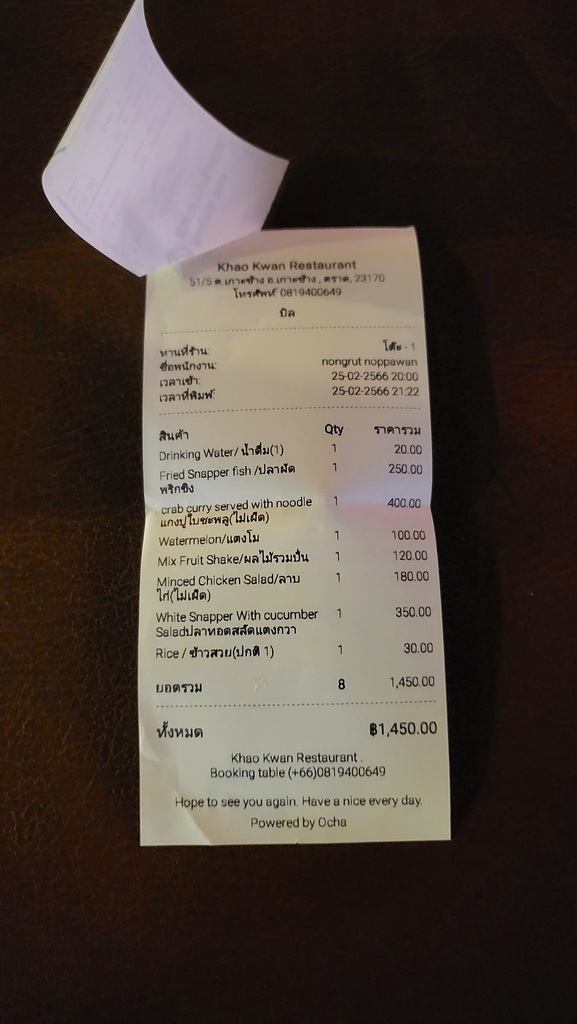 Khao Kwan Restaurant
51/5 ต.เกาะช้าง อ.เกาะช้าง , ตราด, 23170
โทรศัพท์: 0819400649
บิล
ทานที่ร้าน: โต๊ะ - 1
ชื่อพนักงาน: nongrut noppawan
เวลาเข้า: 25-02-2566 20:00
เวลาที่พิมพ์: 25-02-2566 21:22
สินค้า Qty ราคารวม
Drinking Water/ น้ำดื่ม(1) 1 20.00
Fried Snapper fish /ปลาผัด 1 250.00
พริกขิง
crab curry served with noodle 1 400.00
แกงปูใบชะพลู(ไม่เผ็ด)
Watermelon/แตงโม 1 100.00
Mix Fruit Shake/ผลไม้รวมปั่น 1 120.00
Minced Chicken Salad/ลาบ 1 180.00
ไก่(ไม่เผ็ด)
White Snapper With cucumber 1 350.00
Saladปลาทอดสลัดแตงกวา
Rice / ข้าวสวย(ปกติ 1) 1 30.00
ยอดรวม 8 1,450.00
ทั้งหมด ฿1,450.00
Khao Kwan Restaurant .
Booking table (+66)0819400649
Hope to see you again. Have a nice every day.
Powered by Ocha